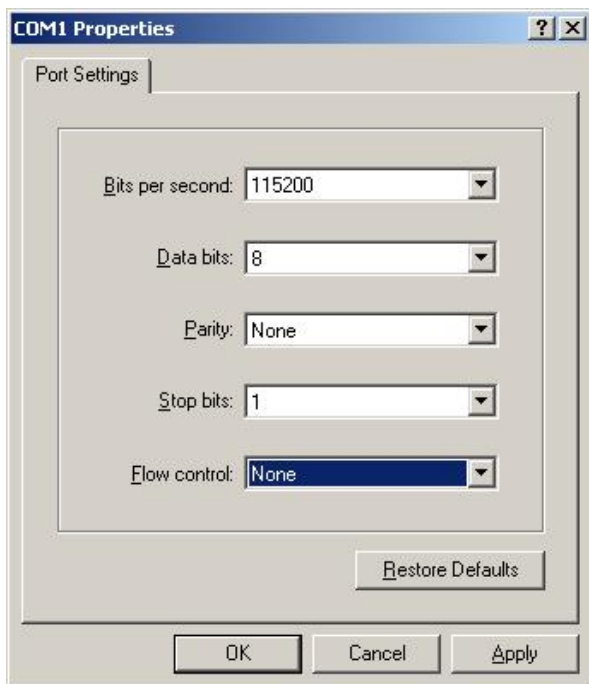 COM1 Properties
Port Settings
Bits per second: 115200
Data bits: 8
Parity: None
Stop bits: 1
Flow control: None
Restore Defaults
OK Cancel Apply